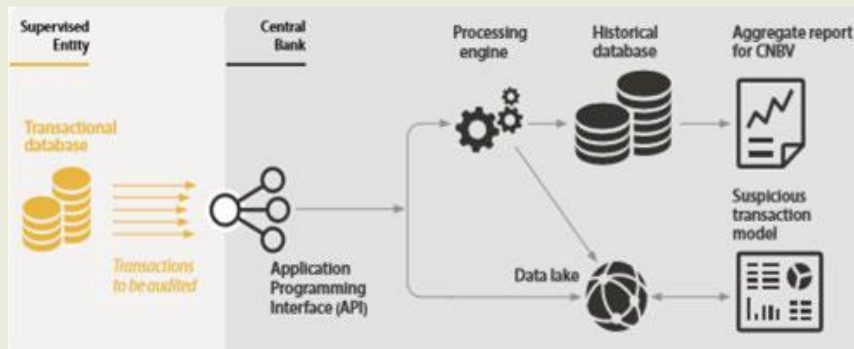 Supervised
Entity
Central
Bank
Processing
engine
Historical
database
Aggregate report
for CNBV
Transactional
database
Transactions
to be audited
Application
Programming
Interface (API)
Data lake
Suspicious
transaction
model